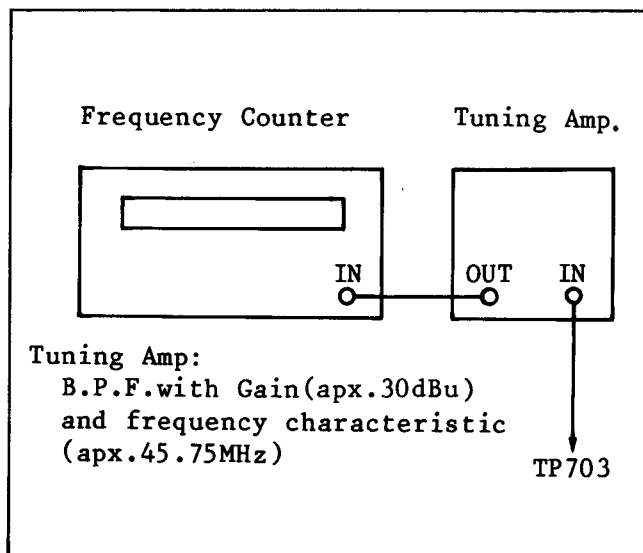 Frequency Counter
Tuning Amp.
IN
OUT
IN
Tuning Amp:
B.P.F.with Gain(apx.30dBu)
and frequency characteristic
(apx.45.75MHz)
TP703